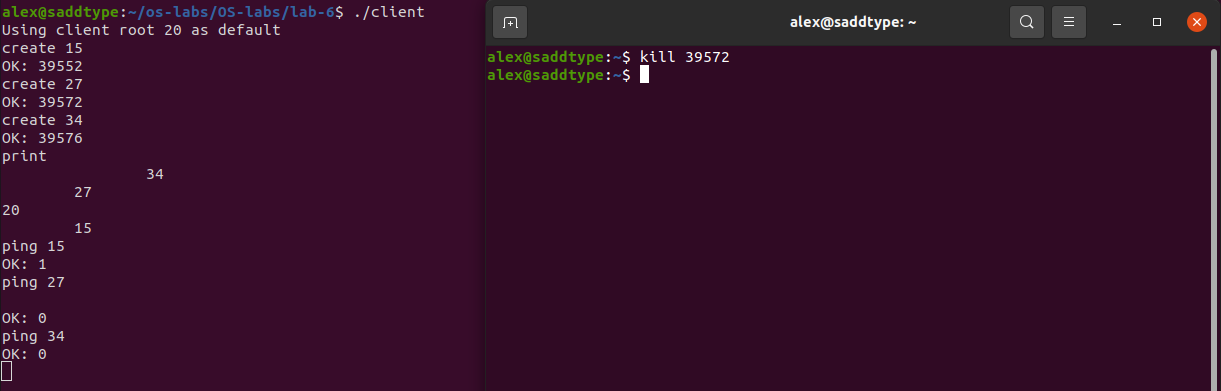 alex@saddtype:~/os-labs/OS-labs/lab-6$ ./client
Using client root 20 as default
create 15
OK: 39552
create 27
OK: 39572
create 34
OK: 39576
print
34
27
20
15
ping 15
OK: 1
ping 27
OK: 0
ping 34
OK: 0
alex@saddtype: ~
alex@saddtype:~$ kill 39572
alex@saddtype:~$